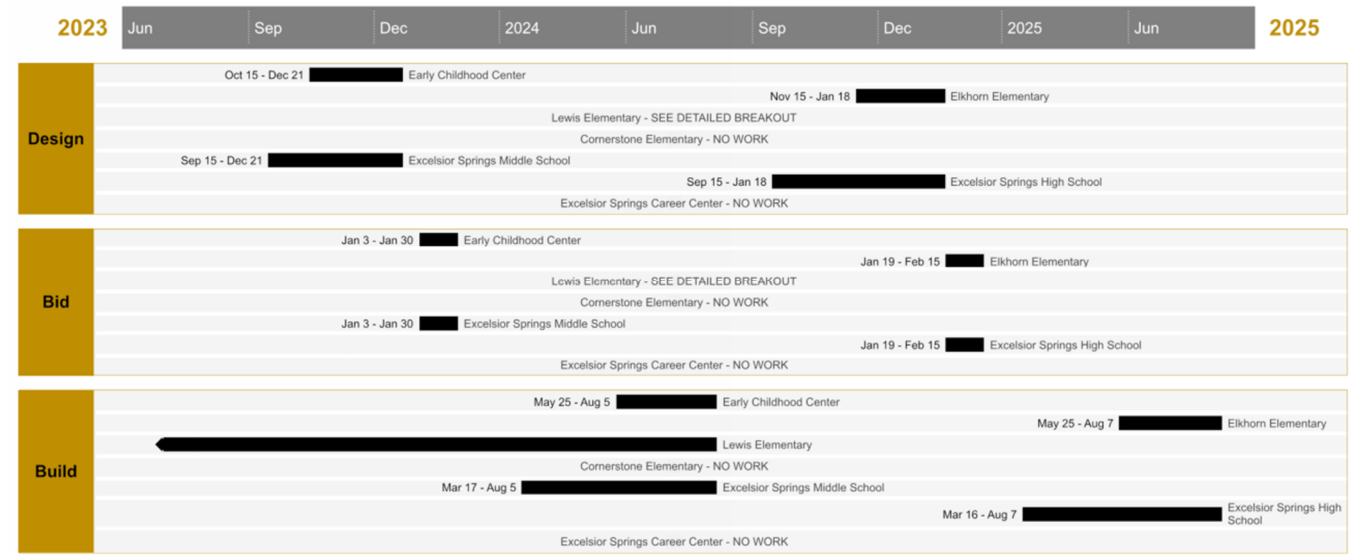 2023 Jun Sep Dec 2024 Jun Sep Dec 2025 Jun 2025
Design
Oct 15 - Dec 21 Early Childhood Center
Nov 15 - Jan 18 Elkhorn Elementary
Lewis Elementary - SEE DETAILED BREAKOUT
Cornerstone Elementary - NO WORK
Sep 15 - Dec 21 Excelsior Springs Middle School
Sep 15 - Jan 18 Excelsior Springs High School
Excelsior Springs Career Center - NO WORK
Bid
Jan 3 - Jan 30 Early Childhood Center
Jan 19 - Feb 15 Elkhorn Elementary
Lewis Elementary - SEE DETAILED BREAKOUT
Cornerstone Elementary - NO WORK
Jan 3 - Jan 30 Excelsior Springs Middle School
Jan 19 - Feb 15 Excelsior Springs High School
Excelsior Springs Career Center - NO WORK
Build
May 25 - Aug 5 Early Childhood Center
May 25 - Aug 7 Elkhorn Elementary
Lewis Elementary
Cornerstone Elementary - NO WORK
Mar 17 - Aug 5 Excelsior Springs Middle School
Mar 16 - Aug 7 Excelsior Springs High
School
Excelsior Springs Career Center - NO WORK